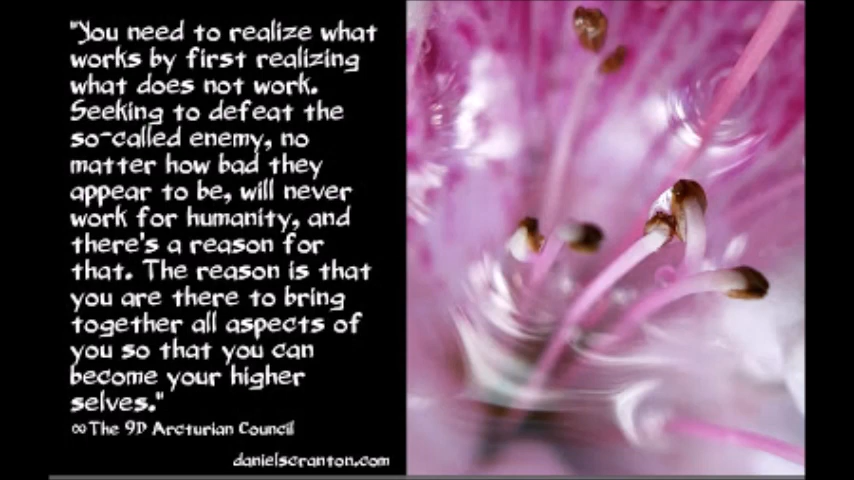 "You need to realize what
works by first realizing
what does not work.
Seeking to defeat the
so-called enemy, no
matter how bad they
appear to be, will never
work for humanity, and
there's a reason for
that. The reason is that
you are there to bring
together all aspects of
you so that you can
become your higher
selves."
∞The 9D Arcturian Council
danielscranton.com